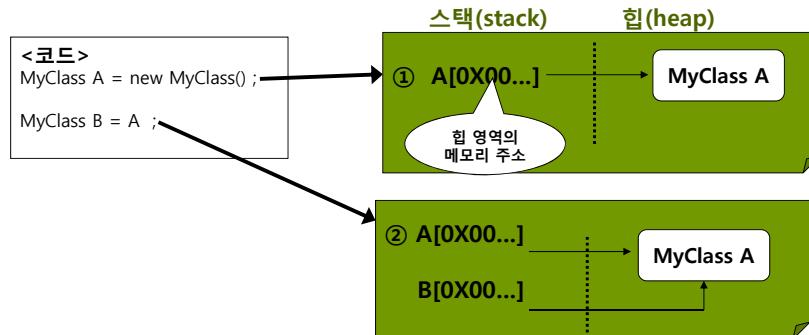 스택(stack) 힙(heap)
<코드>
MyClass A = new MyClass() ;
MyClass B = A ;
① A[0X00...] MyClass A
힙 영역의
메모리 주소
② A[0X00...]
MyClass A
B[0X00...]